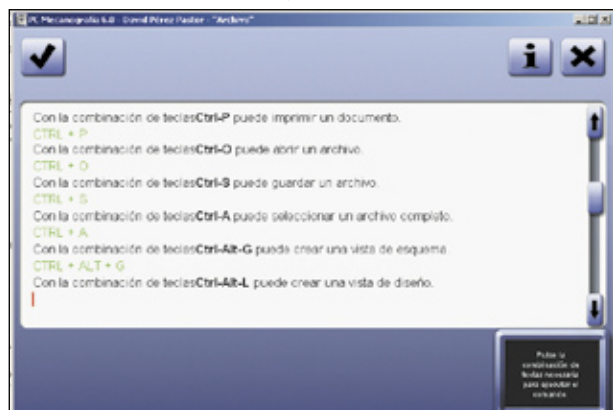 PC Mecanografía 6.0 - David Pérez Pastor - "Archivo"
Con la combinación de teclasCtrl-P puede imprimir un documento.
CTRL + P
Con la combinación de teclasCtrl-O puede abrir un archivo.
CTRL + O
Con la combinación de teclasCtrl-S puede guardar un archivo.
CTRL + S
Con la combinación de teclasCtrl-A puede seleccionar un archivo completo.
CTRL + A
Con la combinación de teclasCtrl-Alt-G puede crear una vista de esquema.
CTRL + ALT + G
Con la combinación de teclasCtrl-Alt-L puede crear una vista de diseño.
Pulse la
combinación de
teclas necesaria
para ejecutar el
comando